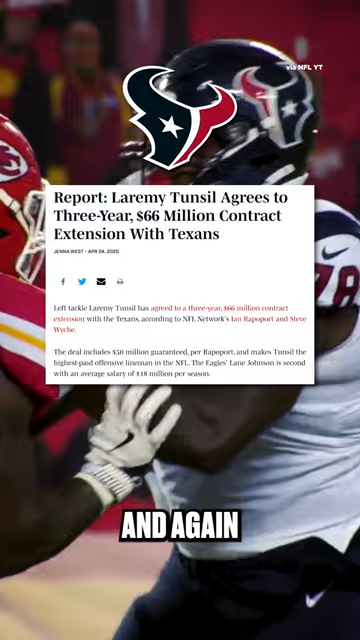 via NFL YT
Report: Laremy Tunsil Agrees to
Three-Year, $66 Million Contract
Extension With Texans
JENNA WEST • APR 24, 2020
Left tackle Laremy Tunsil has agreed to a three-year, $66 million contract
extension with the Texans, according to NFL Network's Ian Rapoport and Steve
Wyche.
The deal includes $50 million guaranteed, per Rapoport, and makes Tunsil the
highest-paid offensive lineman in the NFL. The Eagles' Lane Johnson is second
with an average salary of $18 million per season.
78
AND AGAIN